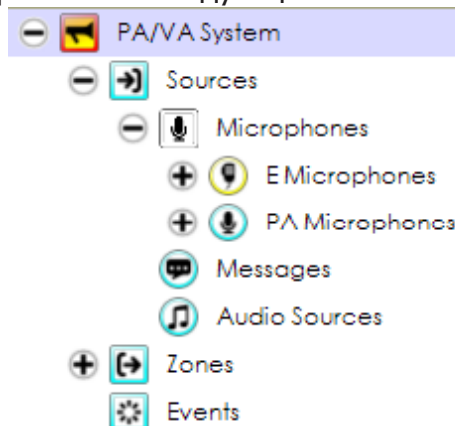 PA/VA System
Sources
Microphones
E Microphones
PA Microphones
Messages
Audio Sources
Zones
Events